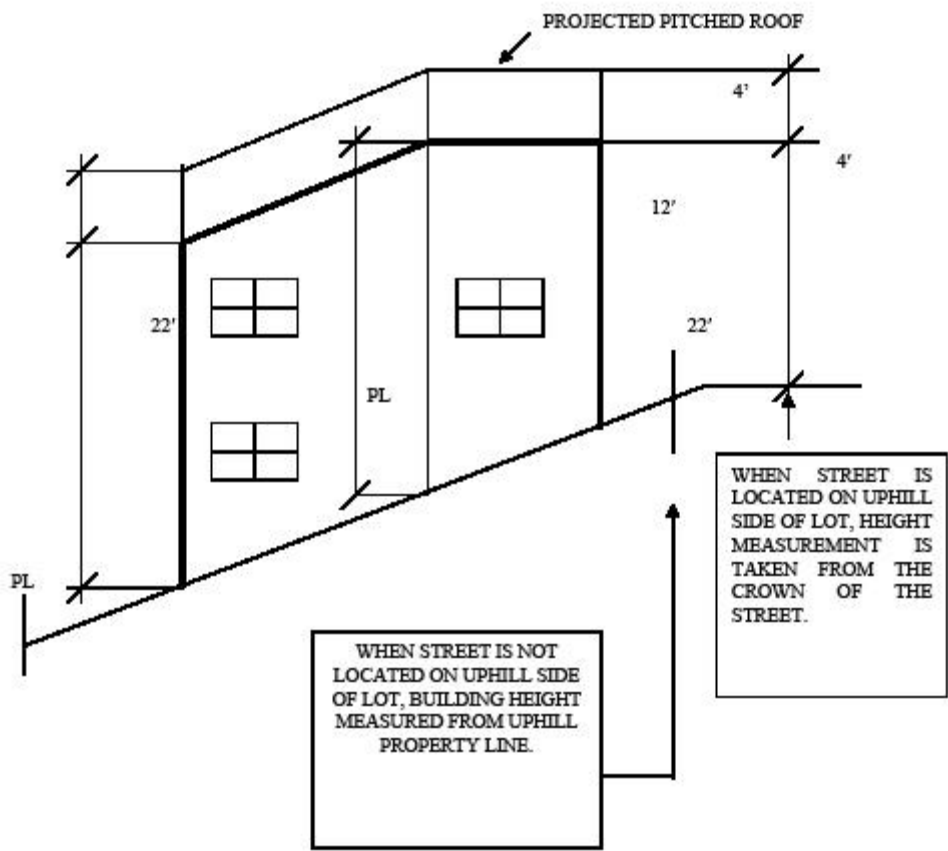 PROJECTED PITCHED ROOF
4'
4'
12'
22'
22'
PL
PL
WHEN STREET IS
LOCATED ON UPHILL
SIDE OF LOT, HEIGHT
MEASUREMENT IS
TAKEN FROM THE
CROWN OF THE
STREET.
WHEN STREET IS NOT
LOCATED ON UPHILL SIDE
OF LOT, BUILDING HEIGHT
MEASURED FROM UPHILL
PROPERTY LINE.